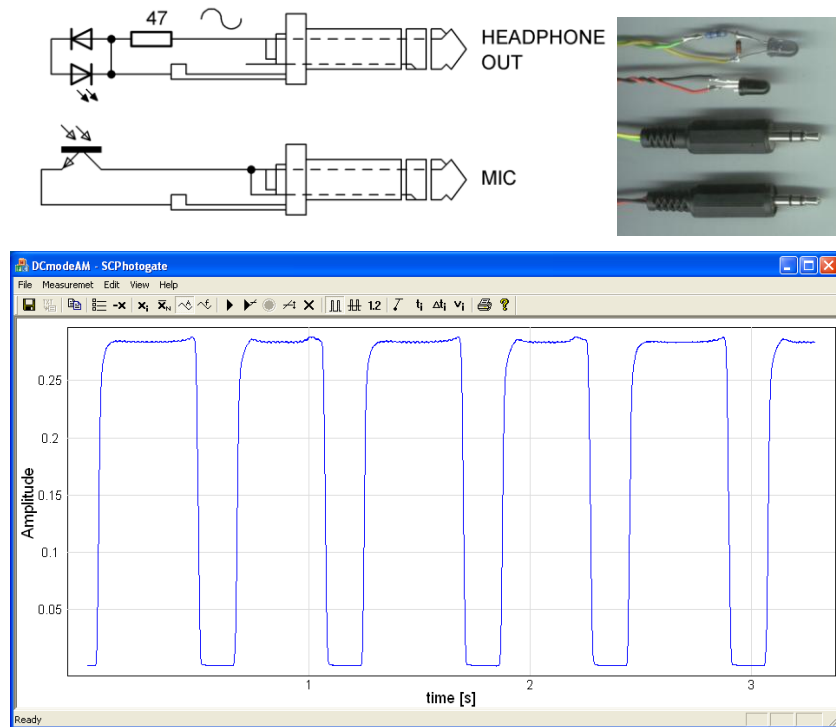 47
HEADPHONE
OUT
MIC
DCmodeAM - SCPhotogate
File Measuremet Edit View Help
1.2
Amplitude
0.25
0.2
0.15
0.1
0.05
1 2 3
time [s]
Ready